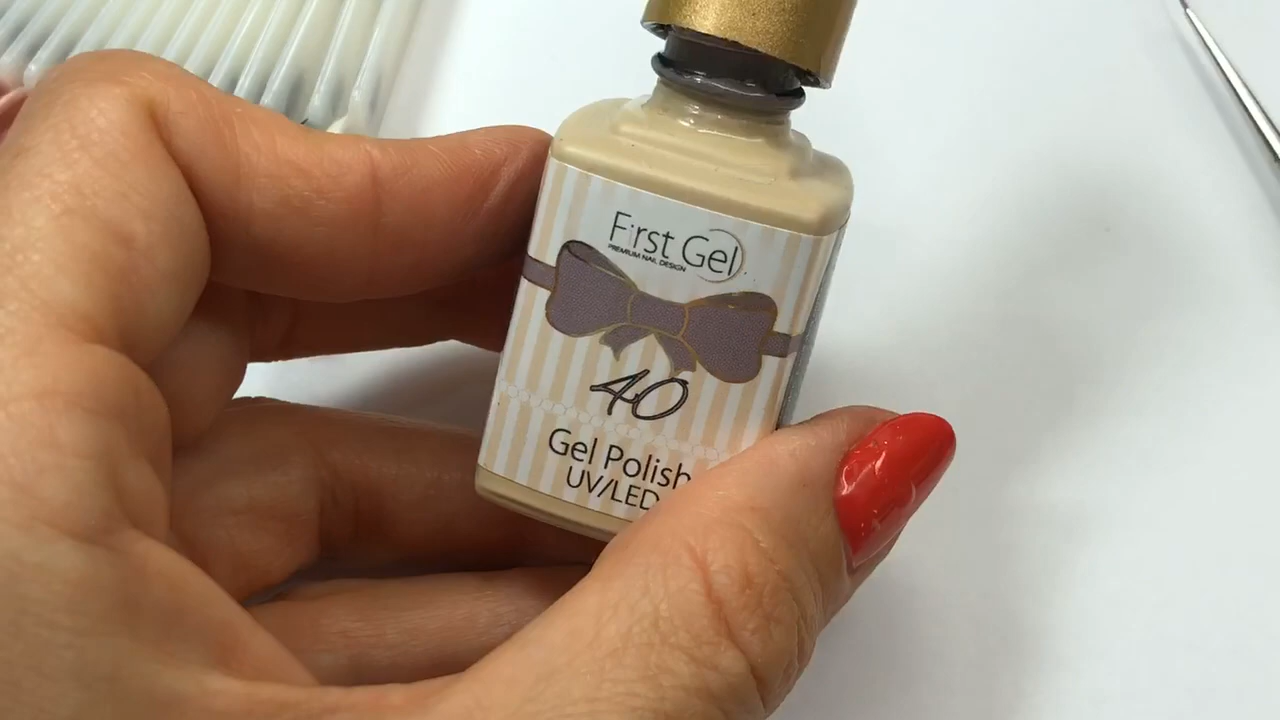 First Gel
PREMIUM NAIL DESIGN
40
Gel Polish
UV/LED